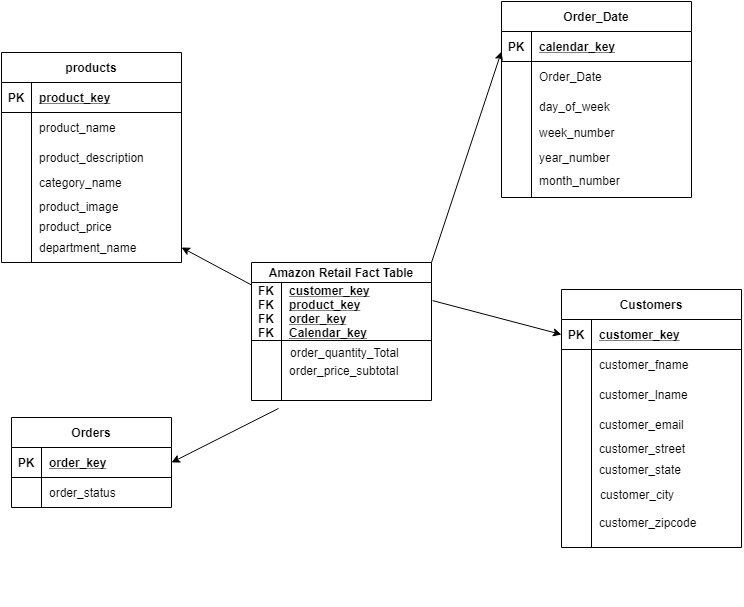 Order_Date
PK calendar_key
Order_Date
day_of_week
week_number
year_number
month_number
products
PK product_key
product_name
product_description
category_name
product_image
product_price
department_name
Amazon Retail Fact Table
FK customer_key
FK product_key
FK order_key
FK Calendar_key
order_quantity_Total
order_price_subtotal
Customers
PK customer_key
customer_fname
customer_lname
customer_email
customer_street
customer_state
customer_city
customer_zipcode
Orders
PK order_key
order_status